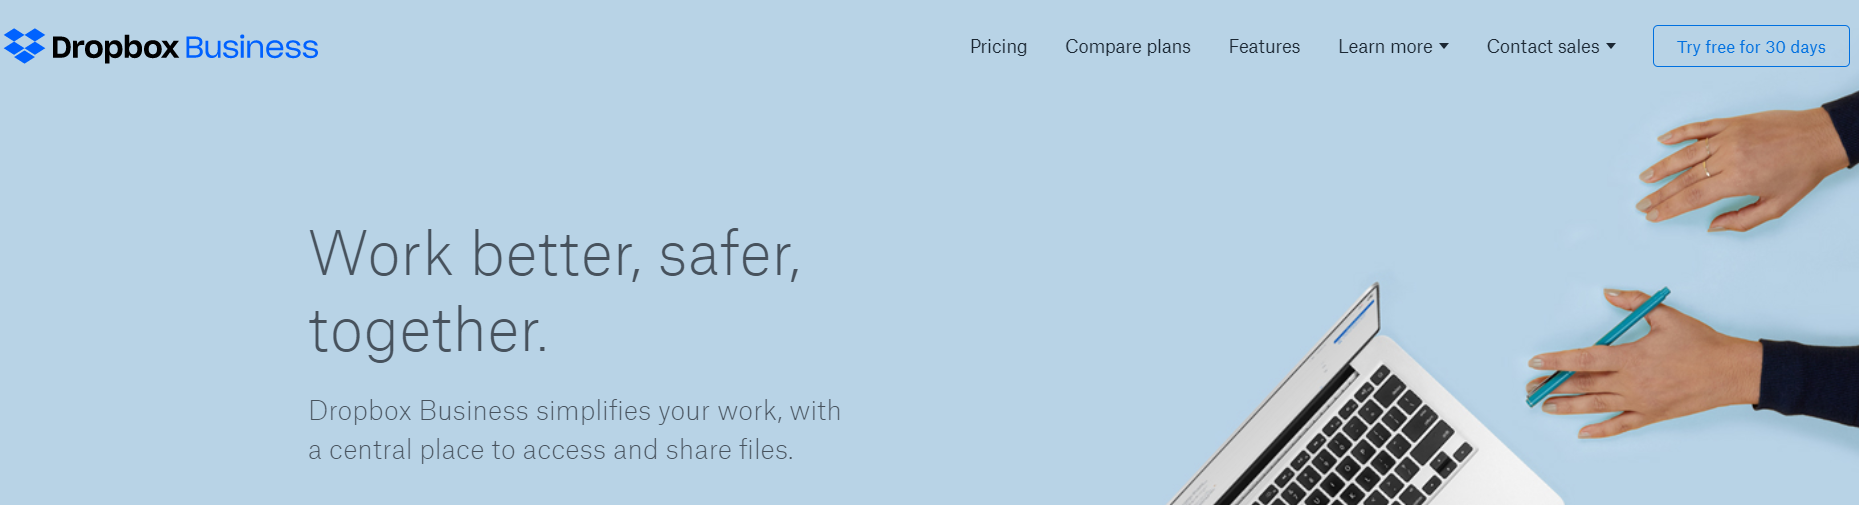 Dropbox Business
Pricing
Compare plans
Features
Learn more
Contact sales
Try free for 30 days
Work better, safer,
together.
Dropbox Business simplifies your work, with
a central place to access and share files.